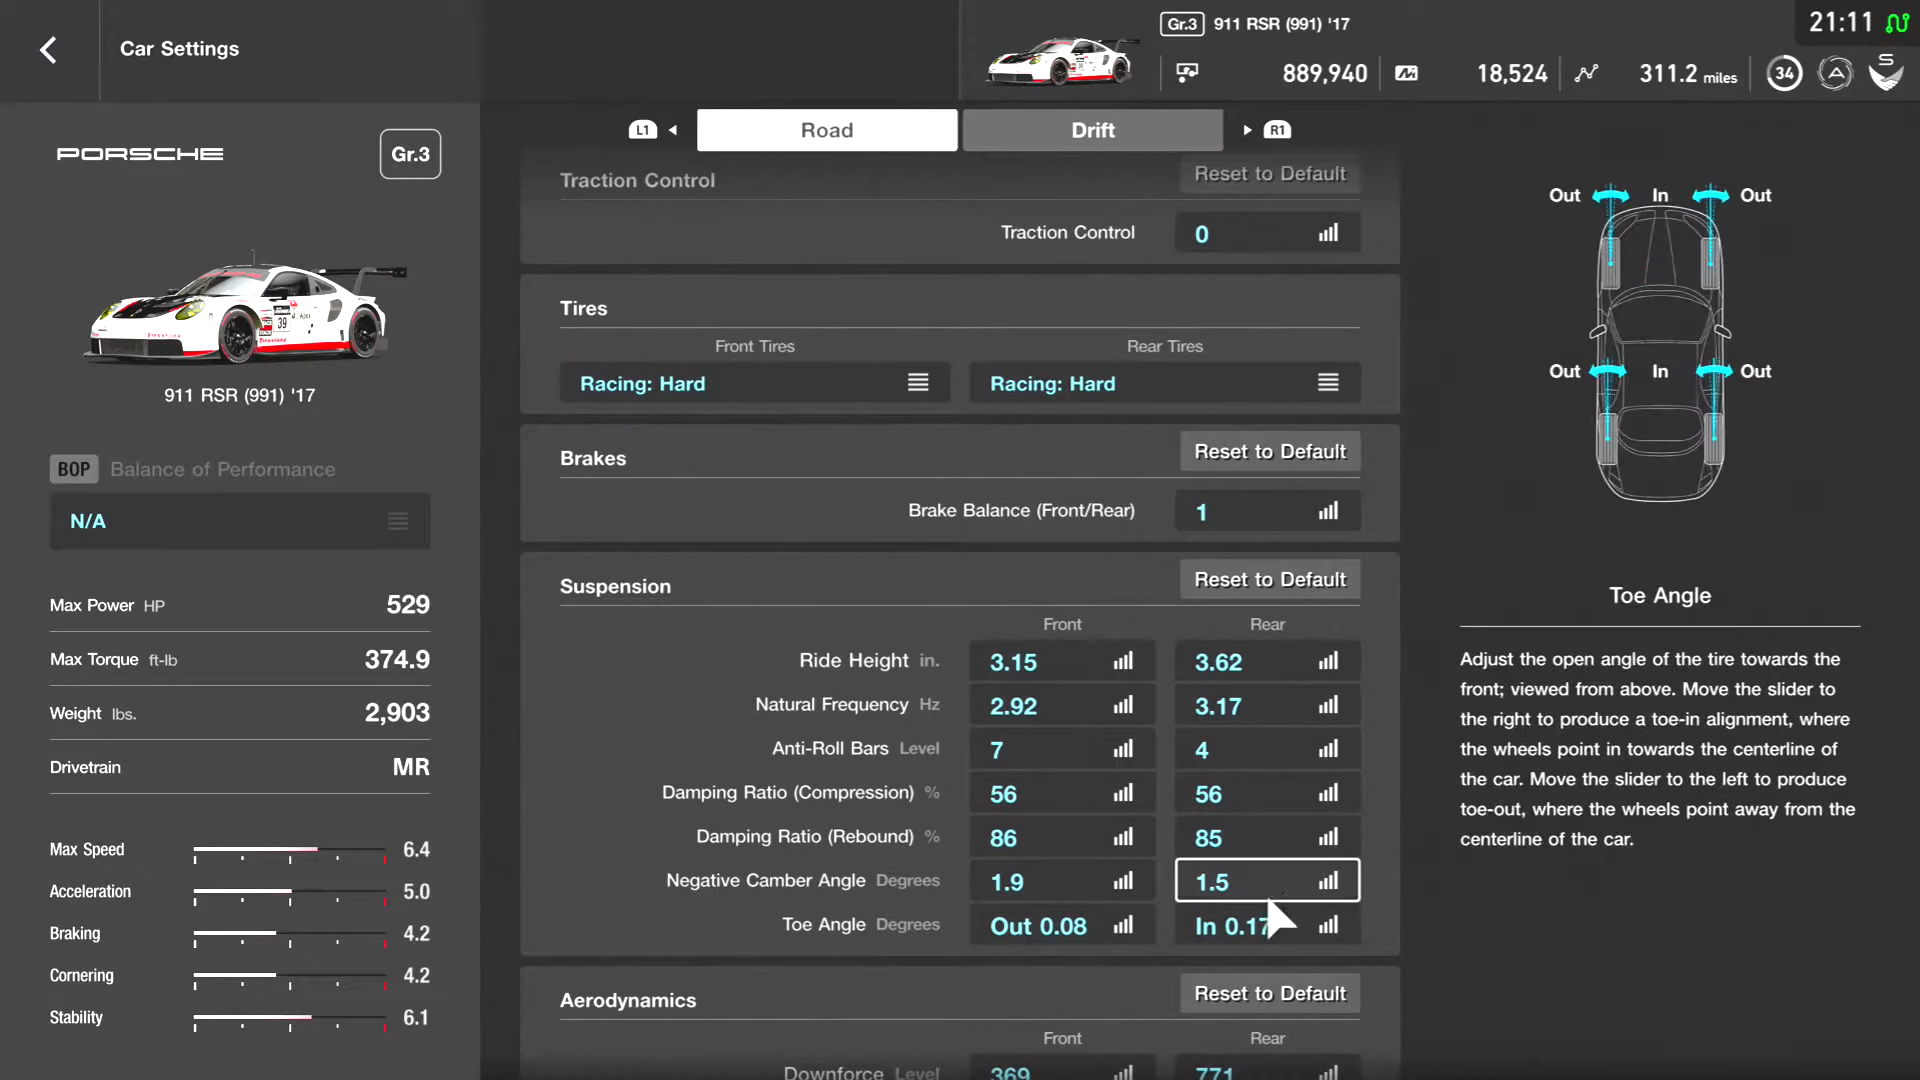 Car Settings
Gr.3 911 RSR (991) '17
21:11
889,940
18,524
311.2 miles
34
A
S
PORSCHE
Gr.3
39
911 RSR (991) '17
BOP Balance of Performance
N/A
Max Power HP 529
Max Torque ft-lb 374.9
Weight lbs. 2,903
Drivetrain MR
Max Speed 6.4
Acceleration 5.0
Braking 4.2
Cornering 4.2
Stability 6.1
L1 Road Drift R1
Traction Control Reset to Default
Traction Control 0
Tires
Front Tires Rear Tires
Racing: Hard Racing: Hard
Brakes Reset to Default
Brake Balance (Front/Rear) 1
Suspension Reset to Default
Front Rear
Ride Height in. 3.15 3.62
Natural Frequency Hz 2.92 3.17
Anti-Roll Bars Level 7 4
Damping Ratio (Compression) % 56 56
Damping Ratio (Rebound) % 86 85
Negative Camber Angle Degrees 1.9 1.5
Toe Angle Degrees Out 0.08 In 0.17
Aerodynamics Reset to Default
Front Rear
Downforce Level 369 771
Out In Out
Out In Out
Toe Angle
Adjust the open angle of the tire towards the
front; viewed from above. Move the slider to
the right to produce a toe-in alignment, where
the wheels point in towards the centerline of
the car. Move the slider to the left to produce
toe-out, where the wheels point away from the
centerline of the car.